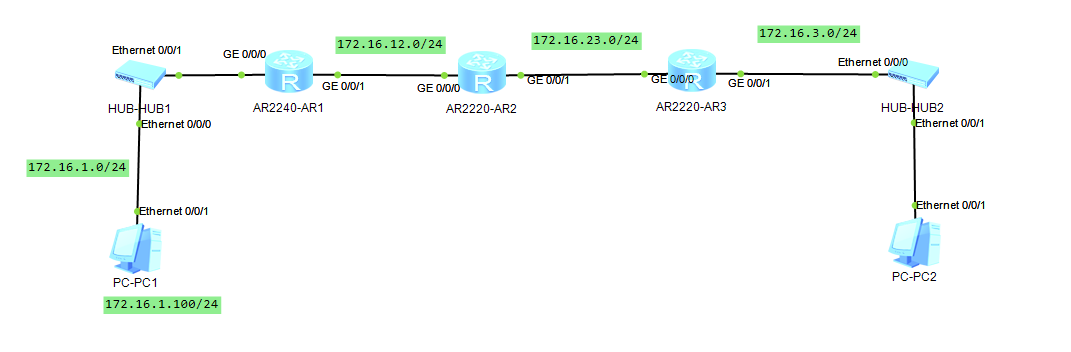 172.16.3.0/24
172.16.12.0/24
172.16.23.0/24
Ethernet 0/0/1
GE 0/0/0
Ethernet 0/0/0
GE 0/0/1
GE 0/0/0
GE 0/0/1
GE 0/0/0
GE 0/0/1
R
R
R
HUB-HUB1
AR2240-AR1
AR2220-AR2
AR2220-AR3
HUB-HUB2
Ethernet 0/0/0
Ethernet 0/0/1
172.16.1.0/24
Ethernet 0/0/1
Ethernet 0/0/1
PC-PC1
PC-PC2
172.16.1.100/24